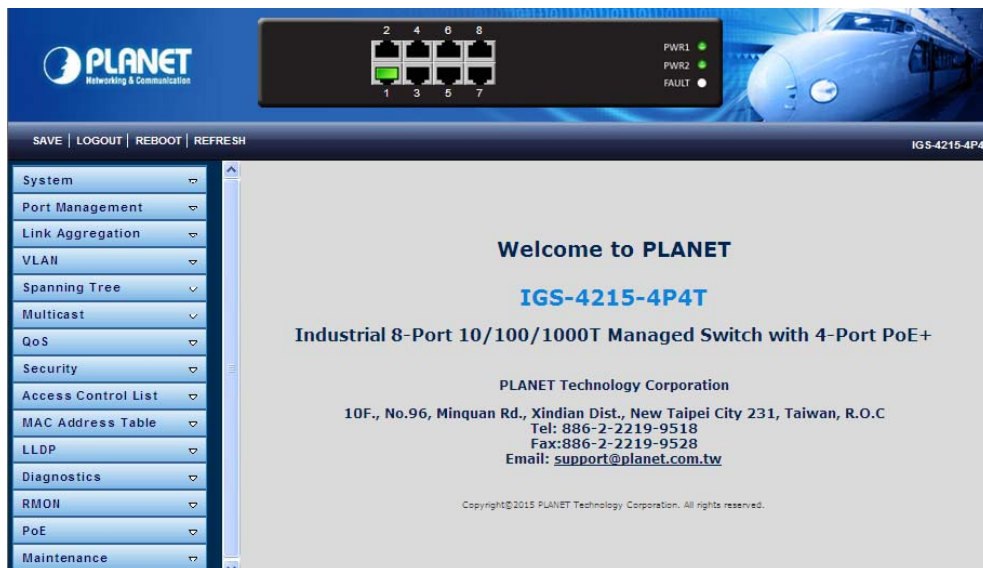 PLANET
Networking & Communication
2 4 6 8
1 3 5 7
PWR1
PWR2
FAULT
SAVE | LOGOUT | REBOOT | REFRESH
IGS-4215-4P4
System
Port Management
Link Aggregation
VLAN
Spanning Tree
Multicast
QoS
Security
Access Control List
MAC Address Table
LLDP
Diagnostics
RMON
PoE
Maintenance
Welcome to PLANET
IGS-4215-4P4T
Industrial 8-Port 10/100/1000T Managed Switch with 4-Port PoE+
PLANET Technology Corporation
10F., No.96, Minquan Rd., Xindian Dist., New Taipei City 231, Taiwan, R.O.C
Tel: 886-2-2219-9518
Fax:886-2-2219-9528
Email: support@planet.com.tw
Copyright©2015 PLANET Technology Corporation. All rights reserved.